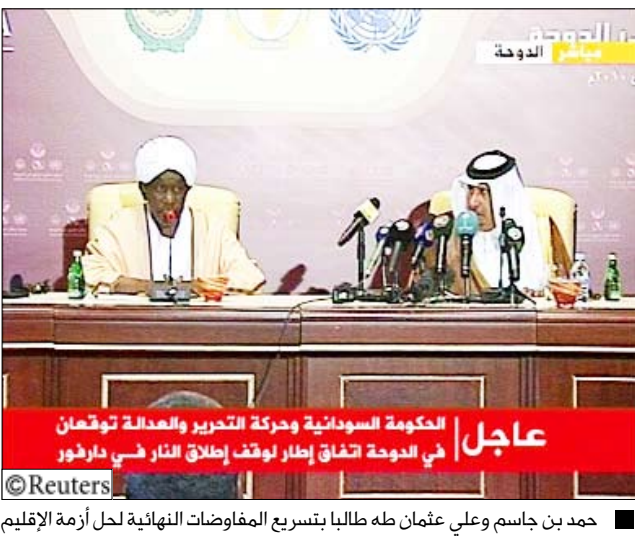 مباشر الدوحة
عاجل
الحكومة السودانية وحركة التحرير والعدالة توقعان
في الدوحة اتفاق إطار لوقف إطلاق النار فــي دارفور
©Reuters
حمد بن جاسم وعلي عثمان طه طالبا بتسريع المفاوضات النهائية لحل أزمة الإقليم